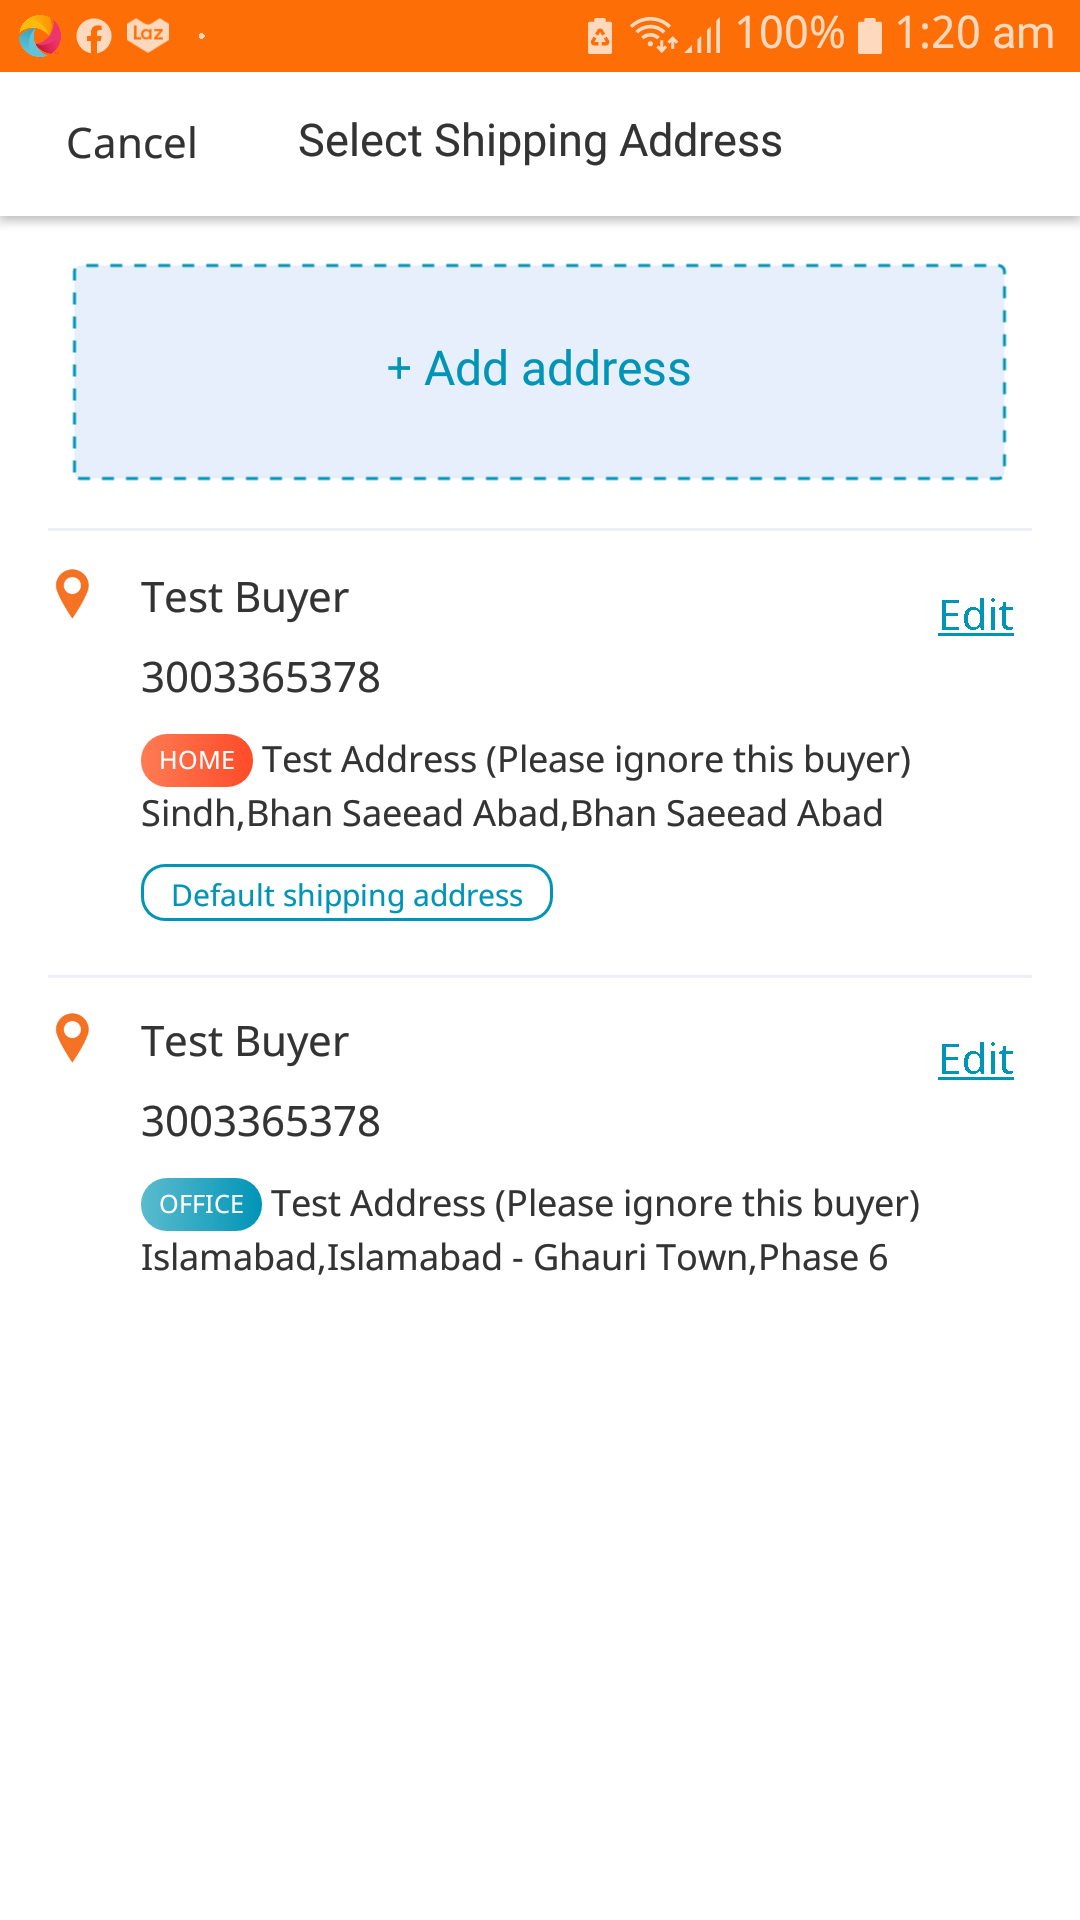 Laz 100% 1:20 am
Cancel Select Shipping Address
+ Add address
Test Buyer
Edit
3003365378
HOME Test Address (Please ignore this buyer)
Sindh,Bhan Saeead Abad,Bhan Saeead Abad
Default shipping address
Test Buyer
Edit
3003365378
OFFICE Test Address (Please ignore this buyer)
Islamabad,Islamabad - Ghauri Town,Phase 6